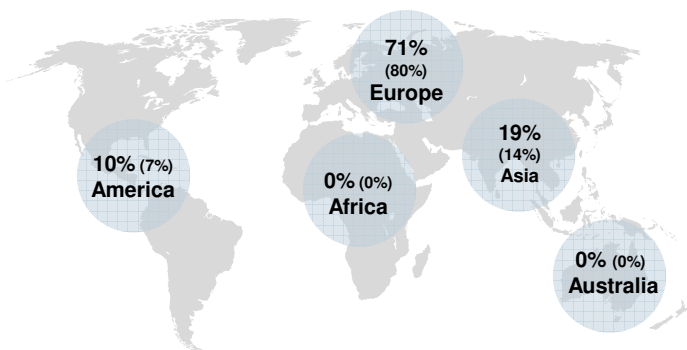 71%
(80%)
Europe
19%
(14%)
Asia
10% (7%)
America
0% (0%)
Africa
0% (0%)
Australia